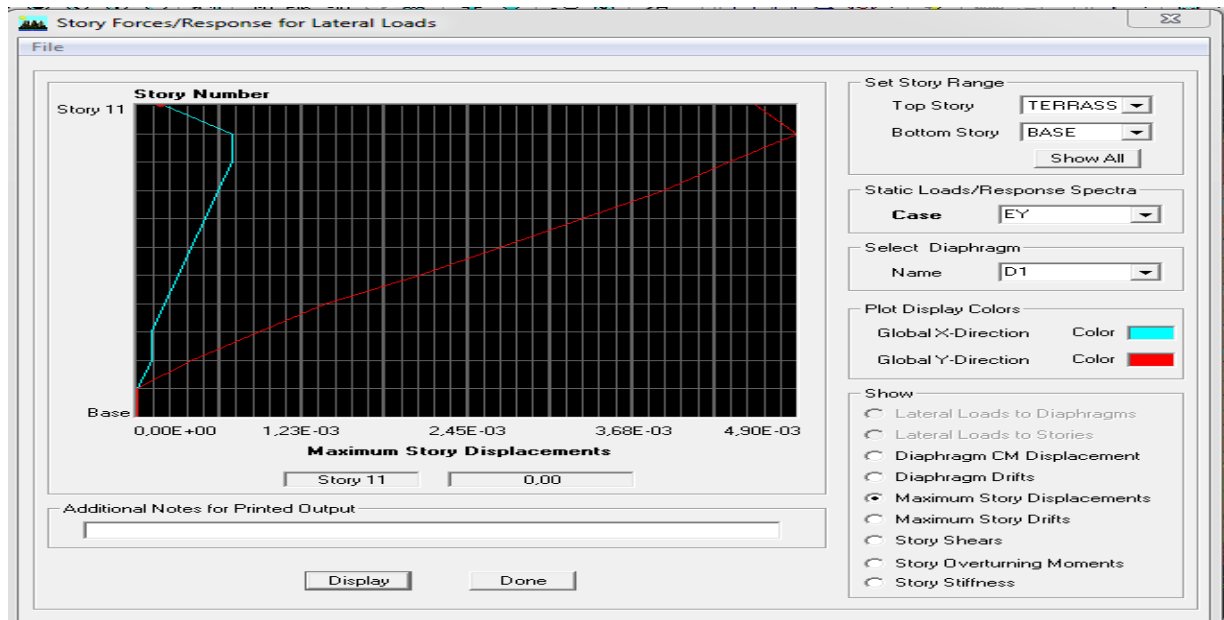 Story Forces/Response for Lateral Loads
File
Story Number
Story 11
Base
0,00E+00 1,23E-03 2,45E-03 3,68E-03 4,90E-03
Maximum Story Displacements
Story 11 0,00
Additional Notes for Printed Output
Display Done
Set Story Range
Top Story TERRASS
Bottom Story BASE
Show All
Static Loads/Response Spectra
Case EY
Select Diaphragm
Name D1
Plot Display Colors
Global X-Direction Color
Global Y-Direction Color
Show
Lateral Loads to Diaphragms
Lateral Loads to Stories
Diaphragm CM Displacement
Diaphragm Drifts
Maximum Story Displacements
Maximum Story Drifts
Story Shears
Story Overturning Moments
Story Stiffness